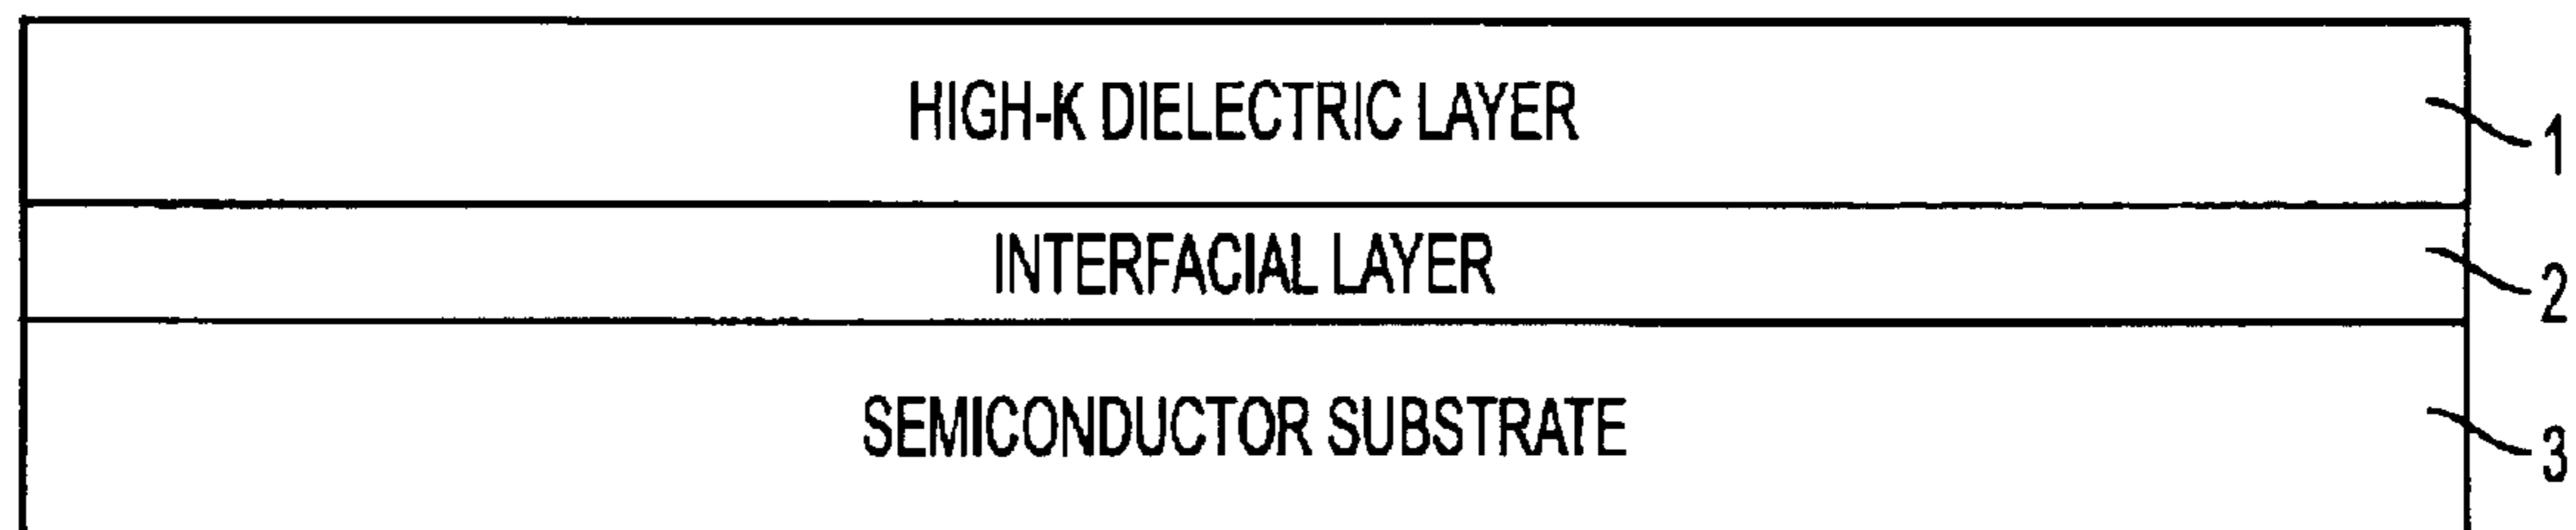 HIGH-K DIELECTRIC LAYER
1
INTERFACIAL LAYER
2
SEMICONDUCTOR SUBSTRATE
3